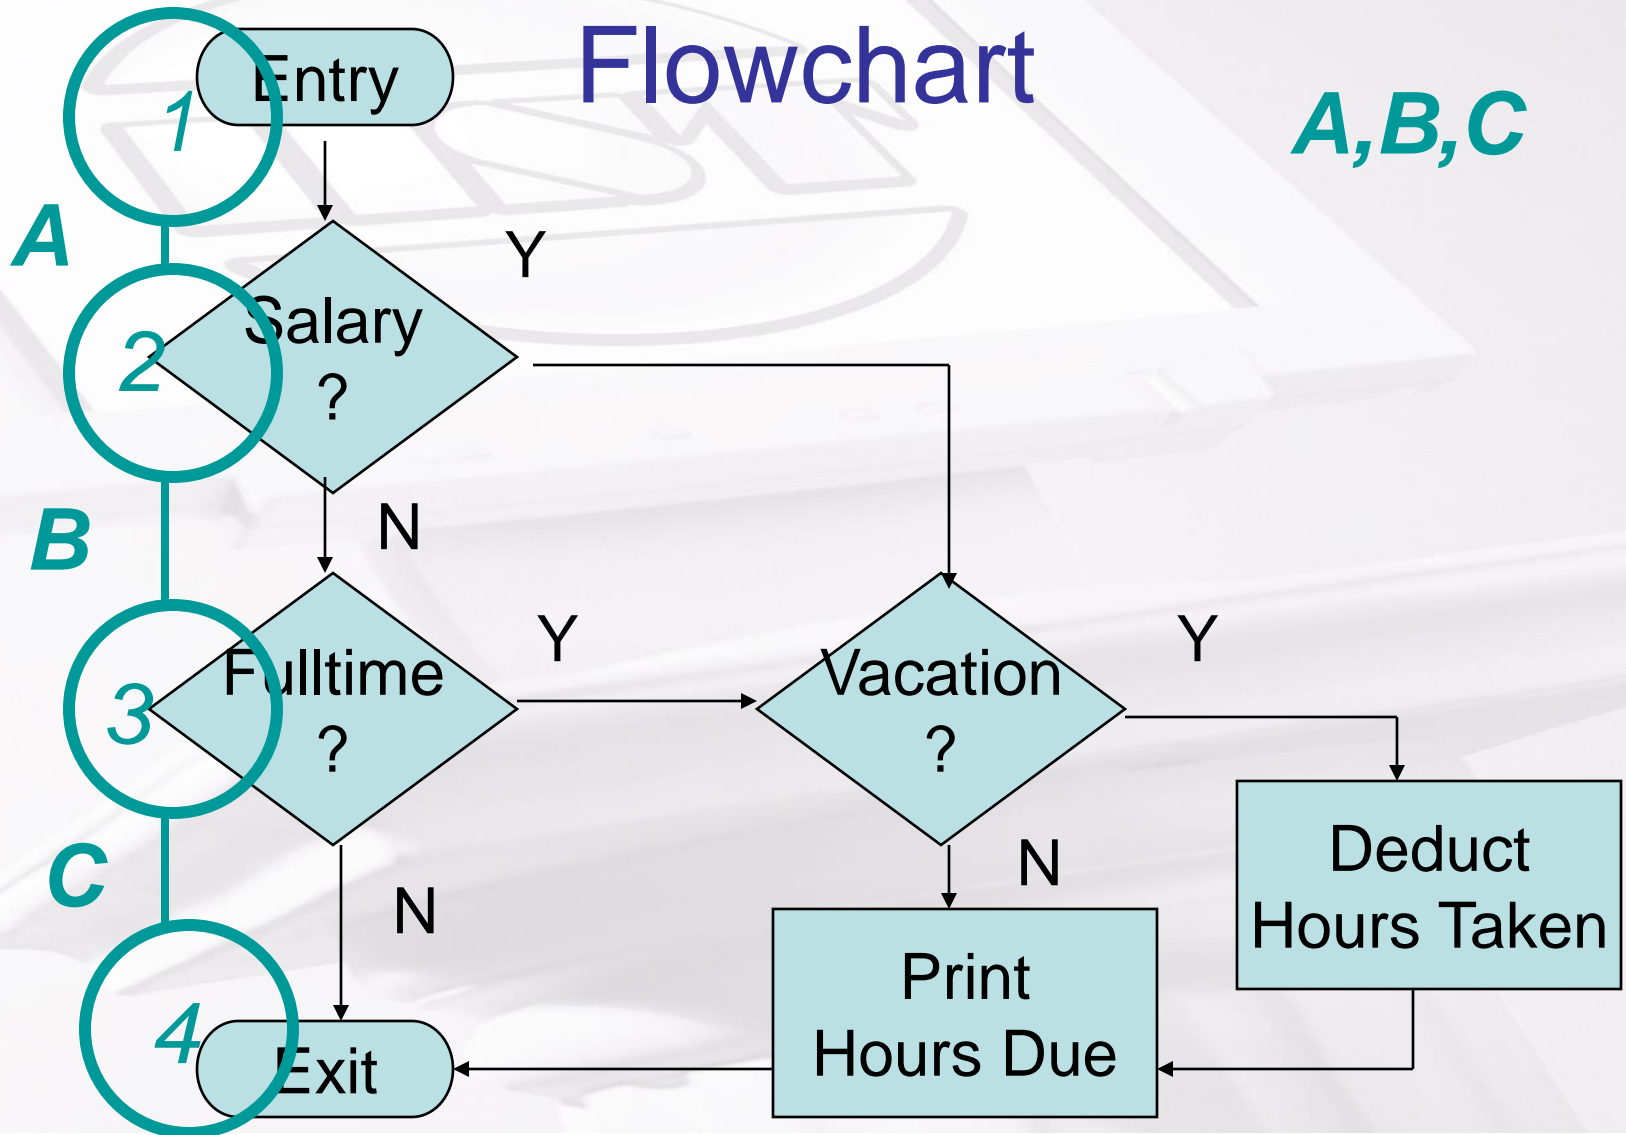 Flowchart
A,B,C
1
Entry
A
Y
2
Salary
?
N
B
3
Fulltime
?
Y
Vacation
?
Y
C
N
N
Deduct
Hours Taken
Print
Hours Due
4
Exit